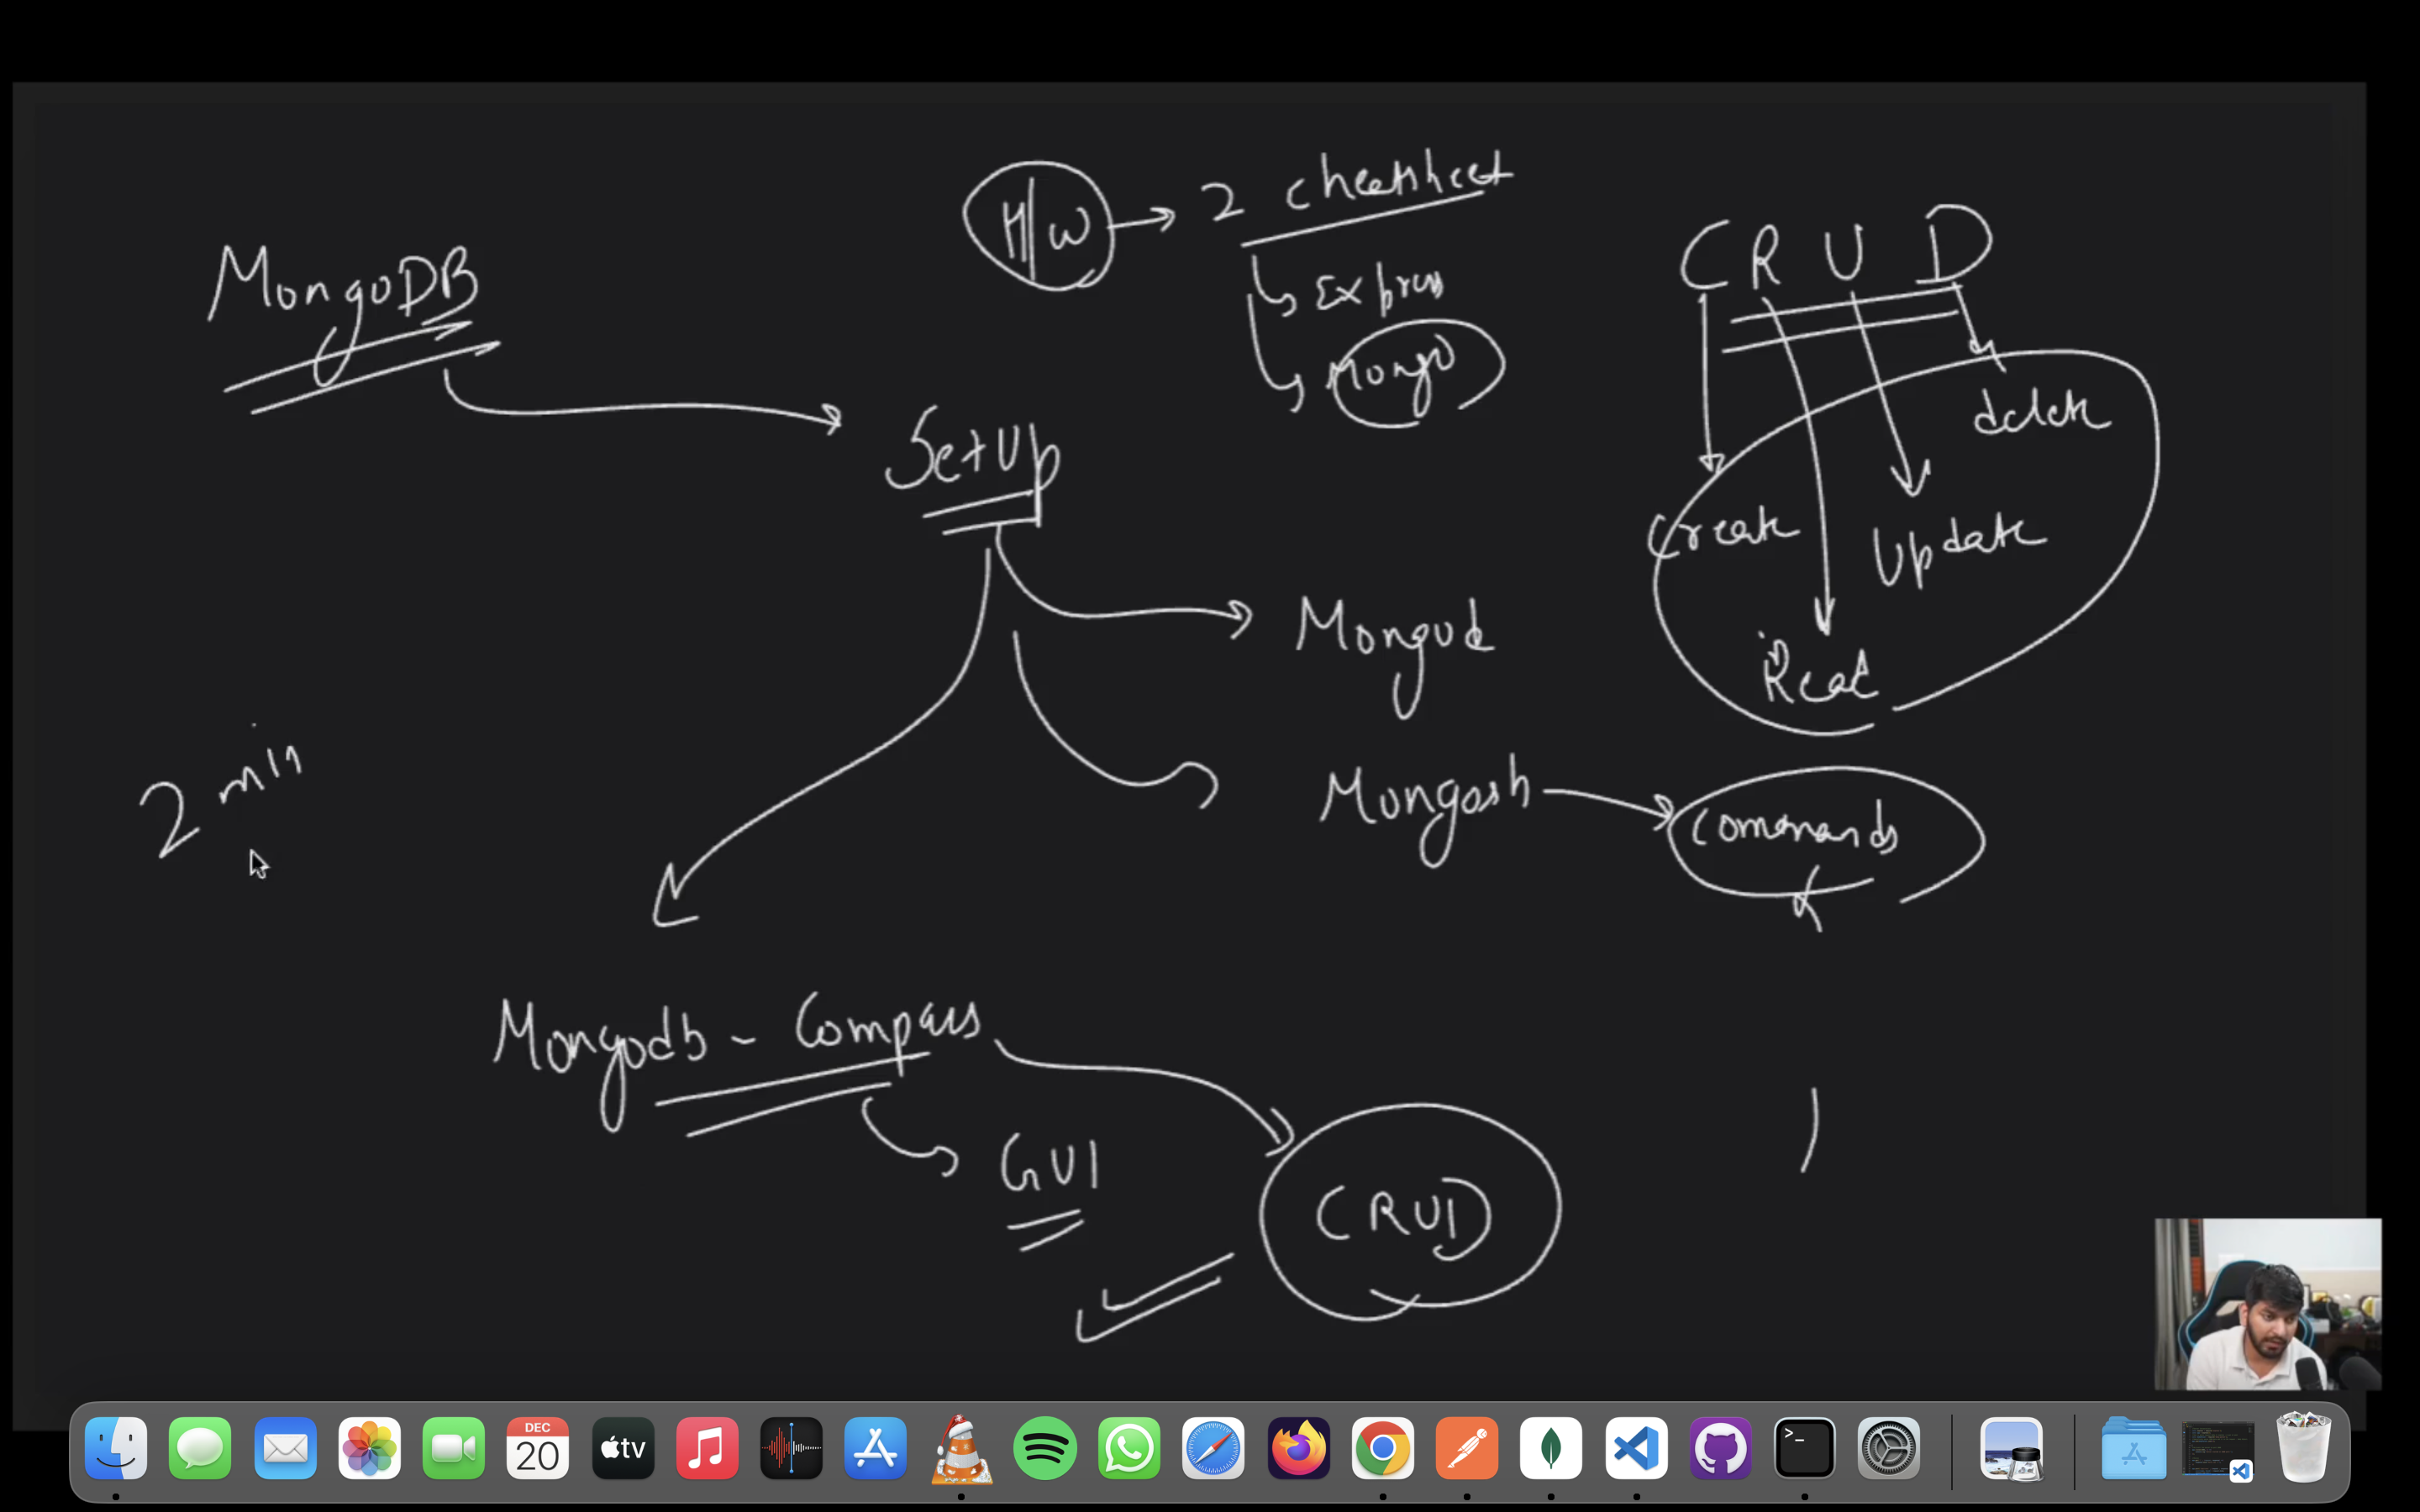 H/W → 2 cheatsheet
↳ Express
↳ Mongo
C R U D
MongoDB
delete
SetUp
Create
Update
Mongod
Read
2 min
Mongosh → Commands
Mongodb - Compass
GUI
CRUD
DEC
20
tv
>_